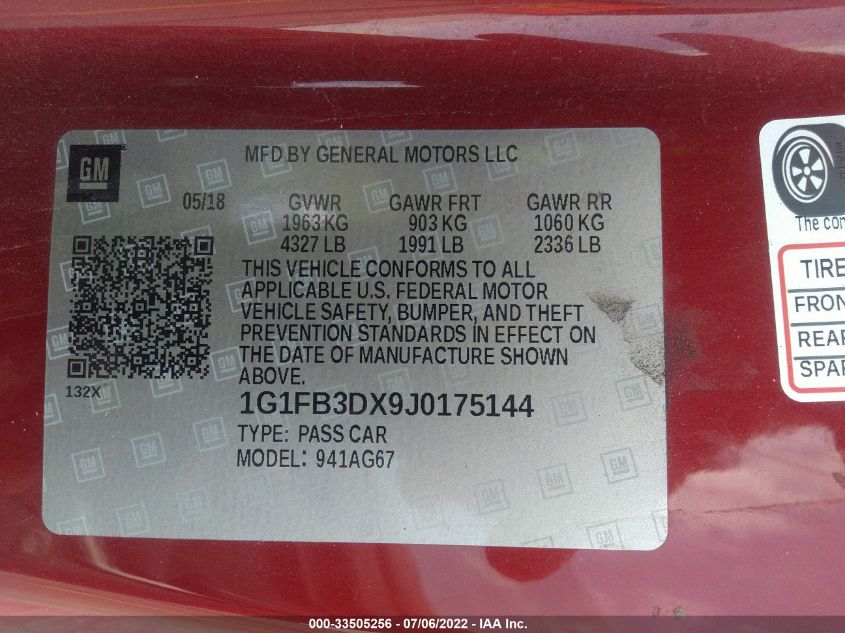 GM
MFD BY GENERAL MOTORS LLC
05/18 GVWR GAWR FRT GAWR RR
1963 KG 903 KG 1060 KG
4327 LB 1991 LB 2336 LB
THIS VEHICLE CONFORMS TO ALL
APPLICABLE U.S. FEDERAL MOTOR
VEHICLE SAFETY, BUMPER, AND THEFT
PREVENTION STANDARDS IN EFFECT ON
THE DATE OF MANUFACTURE SHOWN
ABOVE.
132X
1G1FB3DX9J0175144
TYPE: PASS CAR
MODEL: 941AG67
The con
TIRE
FRON
REAR
SPAR
000-33505256 - 07/06/2022 - IAA Inc.